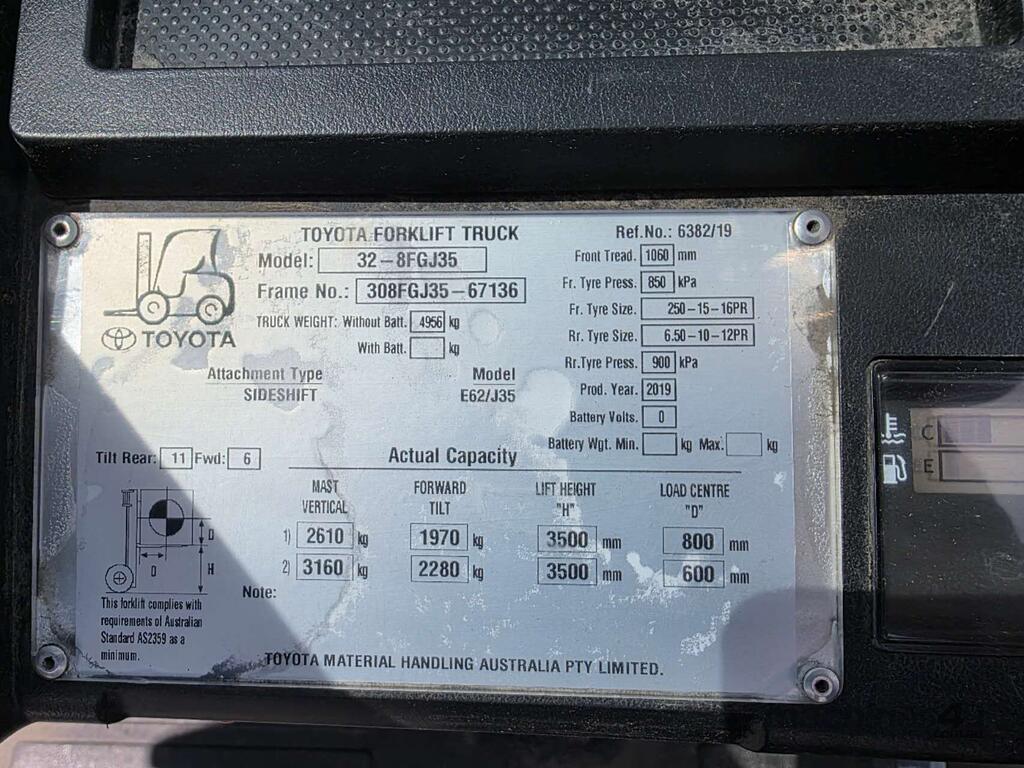 TOYOTA FORKLIFT TRUCK
Ref.No.: 6382/19
Model: 32-8FGJ35
Frame No.: 308FGJ35-67136
TRUCK WEIGHT: Without Batt. 4956 kg
With Batt. kg
TOYOTA
Attachment Type Model
SIDESHIFT E62/J35
Front Tread. 1060 mm
Fr. Tyre Press. 850 kPa
Fr. Tyre Size. 250-15-16PR
Rr. Tyre Size. 6.50-10-12PR
Rr.Tyre Press. 900 kPa
Prod. Year. 2019
Battery Volts. 0
Battery Wgt. Min. kg Max. kg
Tilt Rear: 11 Fwd: 6
Actual Capacity
MAST VERTICAL FORWARD TILT LIFT HEIGHT "H" LOAD CENTRE "D"
1) 2610 kg 1970 kg 3500 mm 800 mm
2) 3160 kg 2280 kg 3500 mm 600 mm
D
D H
Note:
This forklift complies with
requirements of Australian
Standard AS2359 as a
minimum.
TOYOTA MATERIAL HANDLING AUSTRALIA PTY LIMITED.
C
E